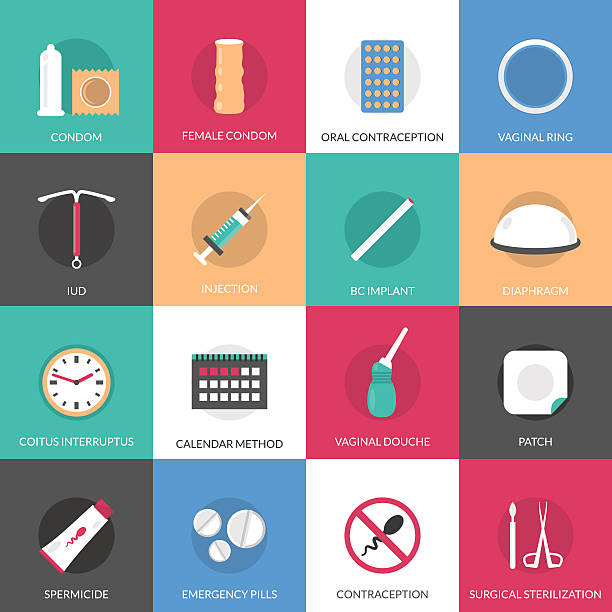 CONDOM
FEMALE CONDOM
ORAL CONTRACEPTION
VAGINAL RING
IUD
INJECTION
BC IMPLANT
DIAPHRAGM
COITUS INTERRUPTUS
CALENDAR METHOD
VAGINAL DOUCHE
PATCH
SPERMICIDE
EMERGENCY PILLS
CONTRACEPTION
SURGICAL STERILIZATION